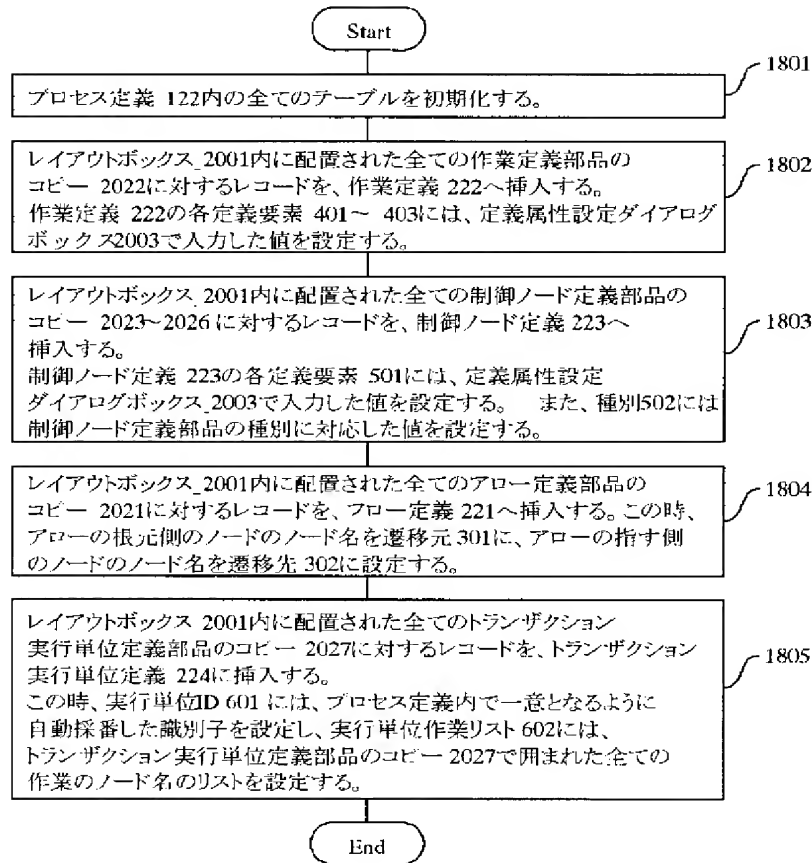 Start
1801
プロセス定義 122内の全てのテーブルを初期化する。
1802
レイアウトボックス 2001内に配置された全ての作業定義部品の
コピー 2022に対するレコードを、作業定義 222へ挿入する。
作業定義 222の各定義要素 401～ 403には、定義属性設定ダイアログ
ボックス2003で入力した値を設定する。
1803
レイアウトボックス 2001内に配置された全ての制御ノード定義部品の
コピー 2023~2026 に対するレコードを、制御ノード定義 223へ
挿入する。
制御ノード定義 223の各定義要素 501には、定義属性設定
ダイアログボックス 2003で入力した値を設定する。 また、種別502には
制御ノード定義部品の種別に対応した値を設定する。
1804
レイアウトボックス 2001内に配置された全てのアロー定義部品の
コピー 2021に対するレコードを、フロー定義 221へ挿入する。この時、
アローの根元側のノードのノード名を遷移元 301に、アローの指す側
のノードのノード名を遷移先 302に設定する。
1805
レイアウトボックス 2001内に配置された全てのトランザクション
実行単位定義部品のコピー 2027に対するレコードを、トランザクション
実行単位定義 224に挿入する。
この時、実行単位ID 601 には、プロセス定義内で一意となるように
自動採番した識別子を設定し、実行単位作業リスト 602には、
トランザクション実行単位定義部品のコピー 2027で囲まれた全ての
作業のノード名のリストを設定する。
End